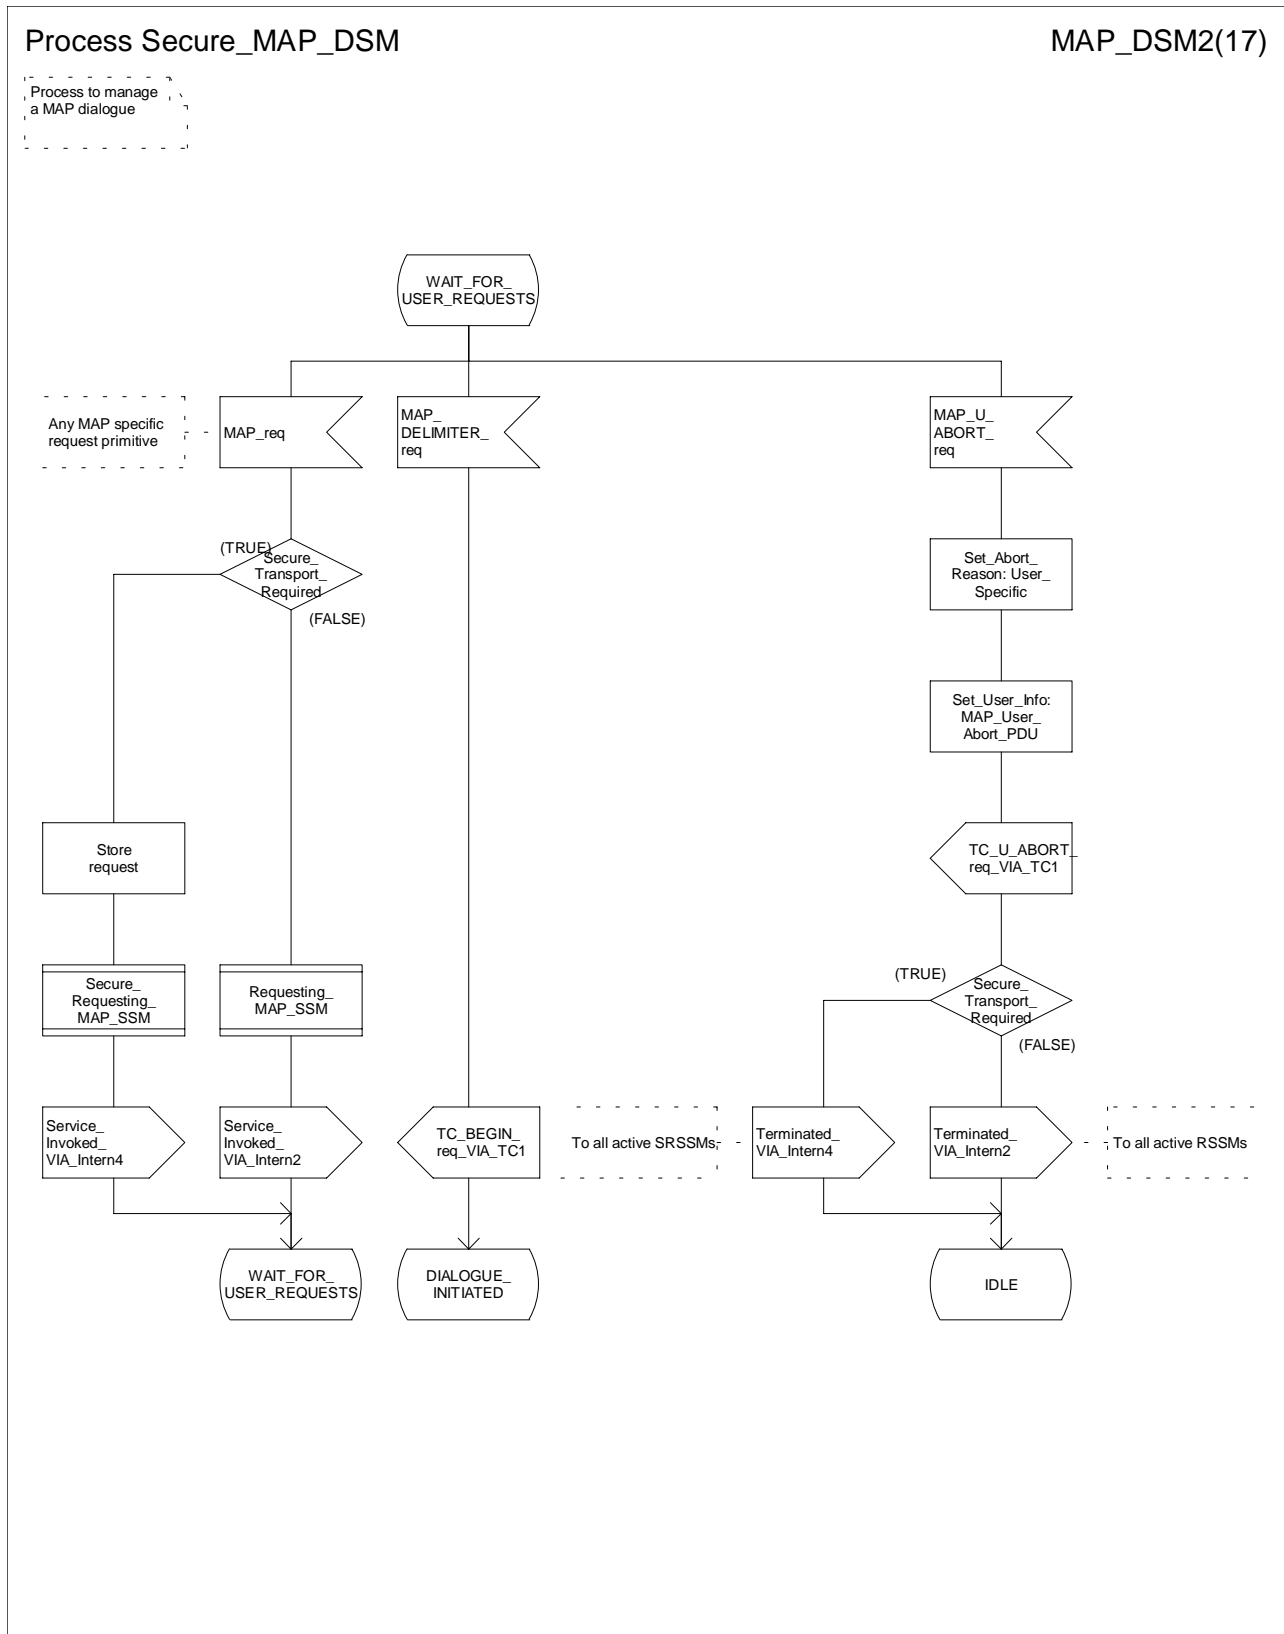 Process Secure_MAP_DSM
MAP_DSM2(17)
Process to manage
a MAP dialogue
WAIT_FOR_
USER_REQUESTS
Any MAP specific
request primitive
MAP_req
MAP_
DELIMITER_
req
MAP_U_
ABORT_
req
(TRUE)
Secure_
Transport_
Required
(FALSE)
Set_Abort_
Reason: User_
Specific
Set_User_Info:
MAP_User_
Abort_PDU
Store
request
TC_U_ABORT_
req_VIA_TC1
Secure_
Requesting_
MAP_SSM
Requesting_
MAP_SSM
(TRUE)
Secure_
Transport_
Required
(FALSE)
Service_
Invoked_
VIA_Intern4
Service_
Invoked_
VIA_Intern2
TC_BEGIN_
req_VIA_TC1
To all active SRSSMs
Terminated_
VIA_Intern4
Terminated_
VIA_Intern2
To all active RSSMs
WAIT_FOR_
USER_REQUESTS
DIALOGUE_
INITIATED
IDLE